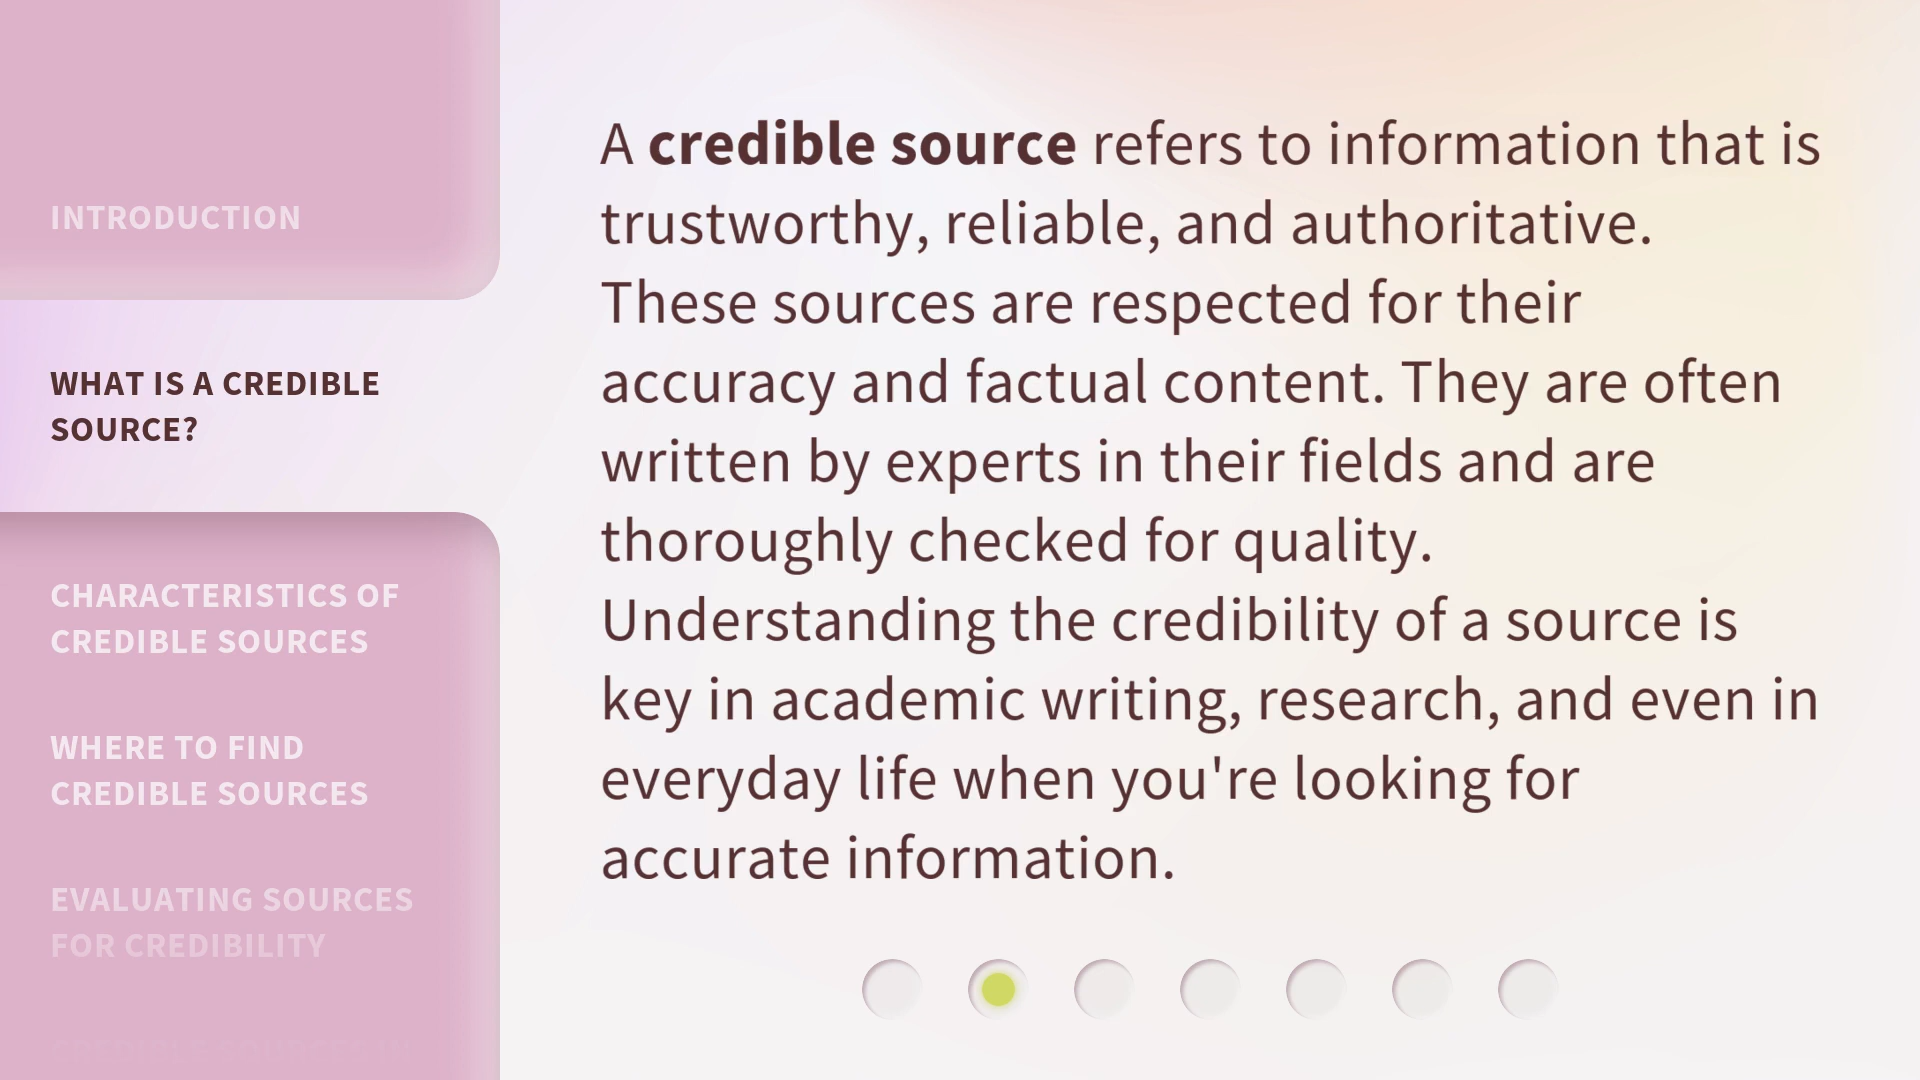 INTRODUCTION
WHAT IS A CREDIBLE
SOURCE?
CHARACTERISTICS OF
CREDIBLE SOURCES
WHERE TO FIND
CREDIBLE SOURCES
EVALUATING SOURCES
FOR CREDIBILITY
CREDIBLE SOURCES IN
A credible source refers to information that is
trustworthy, reliable, and authoritative.
These sources are respected for their
accuracy and factual content. They are often
written by experts in their fields and are
thoroughly checked for quality.
Understanding the credibility of a source is
key in academic writing, research, and even in
everyday life when you're looking for
accurate information.